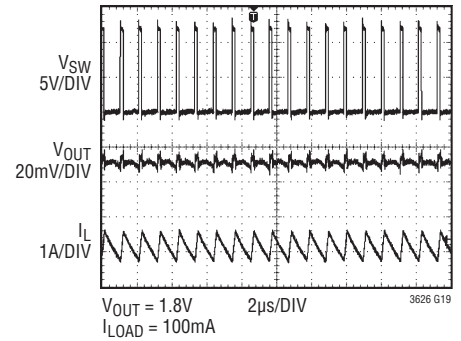 T
V_SW
5V/DIV
V_OUT
20mV/DIV
I_L
1A/DIV
V_OUT = 1.8V
I_LOAD = 100mA
2µs/DIV
3626 G19